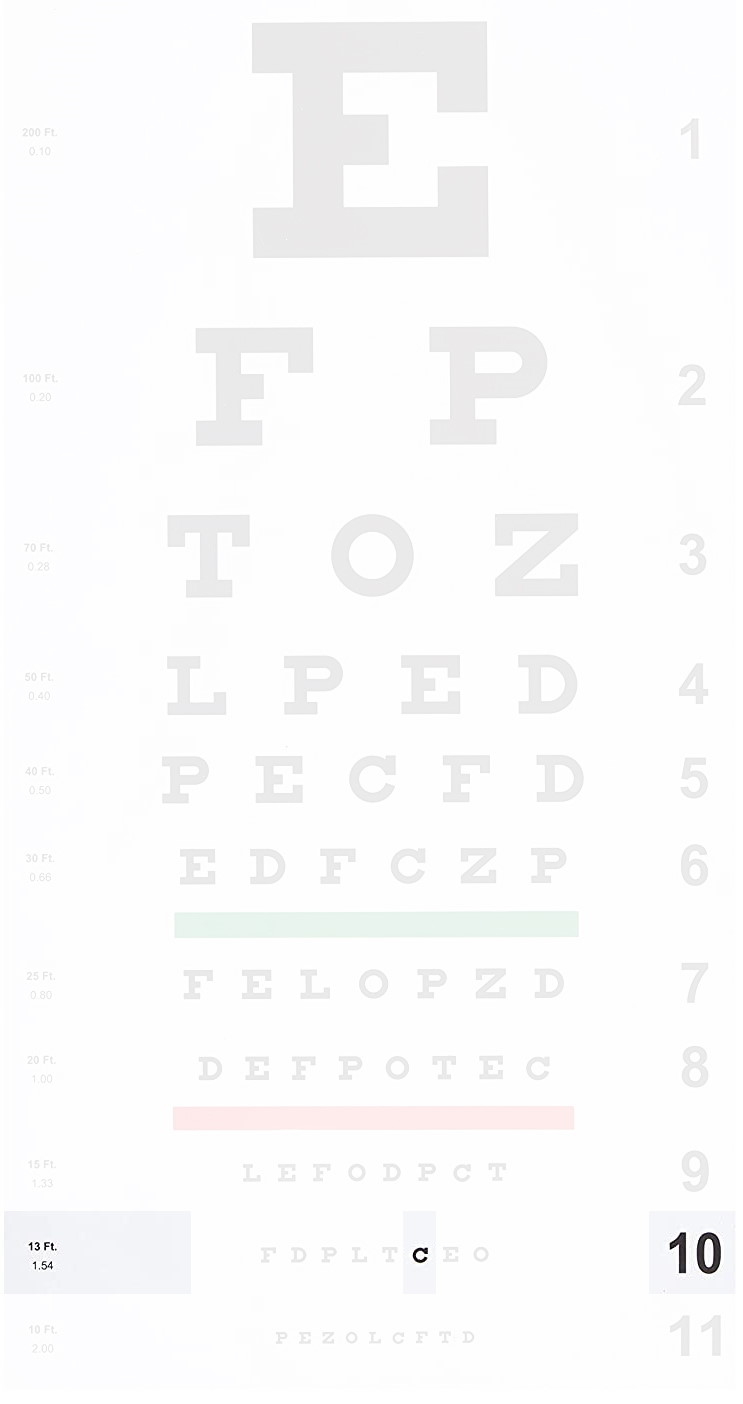 E 1
200 Ft.
0.10
F P 2
100 Ft.
0.20
T O Z 3
70 Ft.
0.28
L P E D 4
50 Ft.
0.40
P E C F D 5
40 Ft.
0.50
E D F C Z P 6
30 Ft.
0.66
F E L O P Z D 7
25 Ft.
0.80
D E F P O T E C 8
20 Ft.
1.00
L E F O D P C T 9
15 Ft.
1.33
F D P L T C E O 10
13 Ft.
1.54
P E Z O L C F T D 11
10 Ft.
2.00